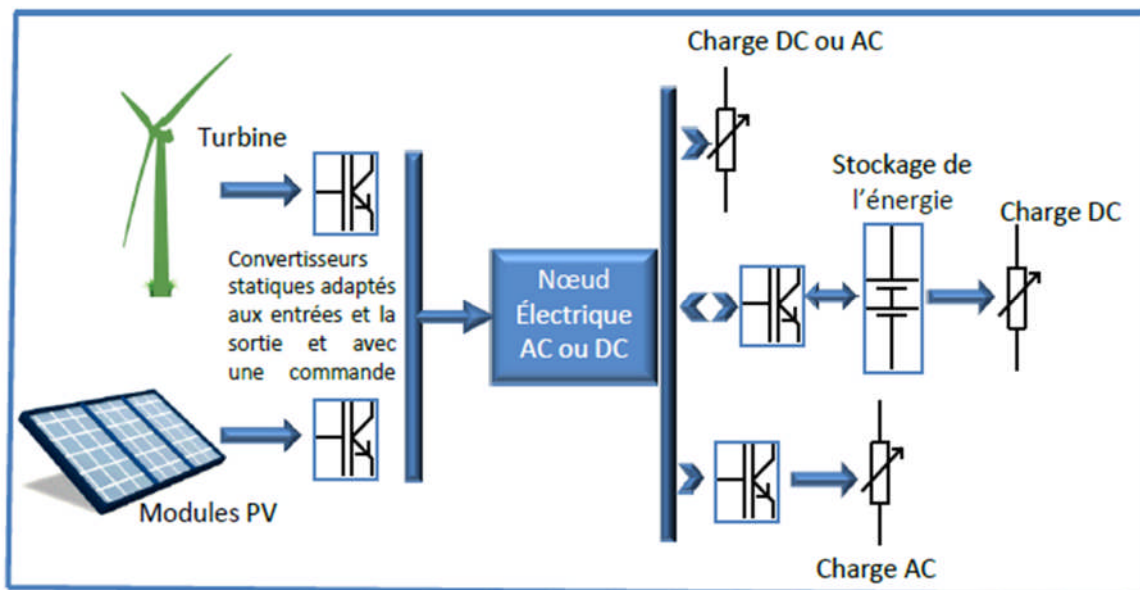 Charge DC ou AC
Turbine
Stockage de
l'énergie
Charge DC
Convertisseurs
statiques adaptés
aux entrées et la
sortie et avec
une commande
Nœud
Électrique
AC ou DC
Modules PV
Charge AC